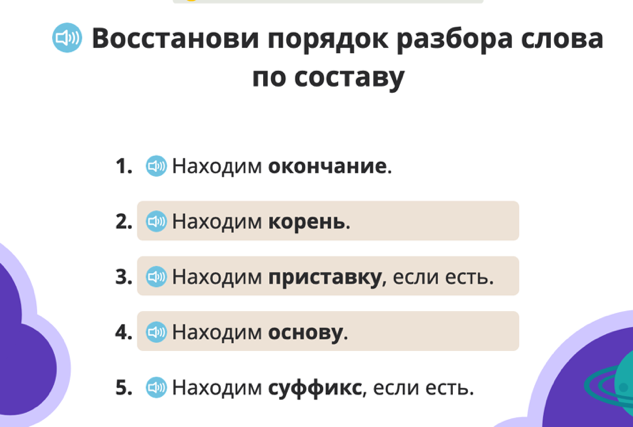 Восстанови порядок разбора слова
по составу
1. Находим окончание.
2. Находим корень.
3. Находим приставку, если есть.
4. Находим основу.
5. Находим суффикс, если есть.